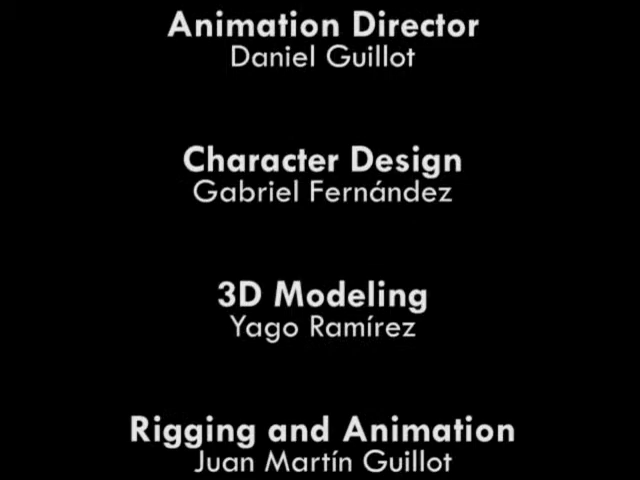 Animation Director
Daniel Guillot
Character Design
Gabriel Fernández
3D Modeling
Yago Ramírez
Rigging and Animation
Juan Martín Guillot